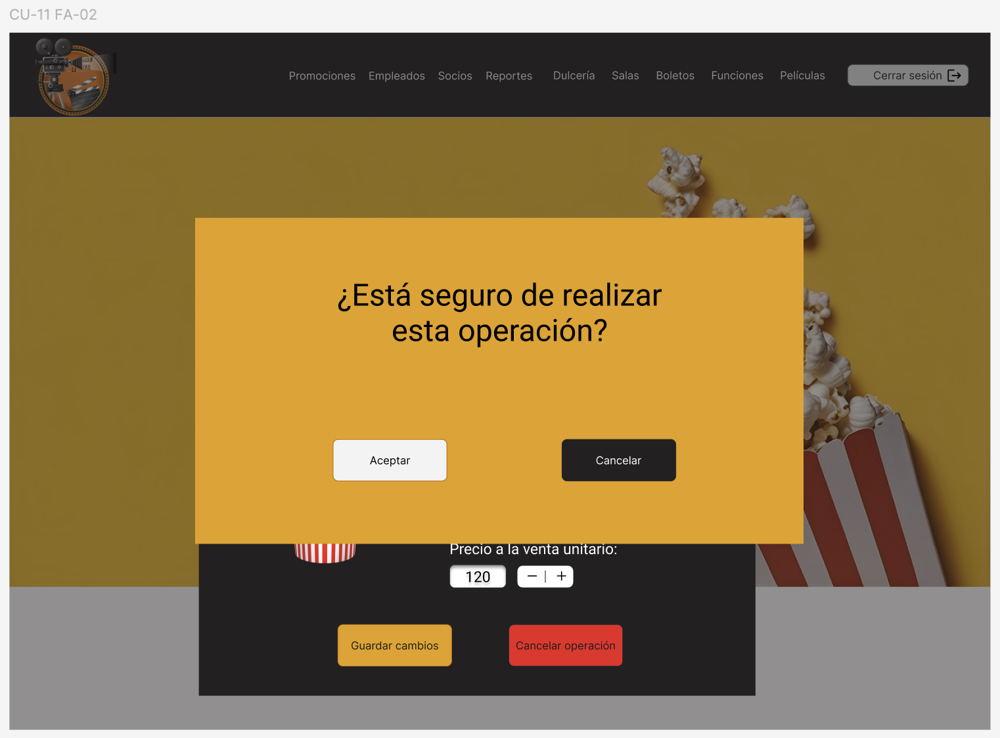 CU-11 FA-02
Promociones Empleados Socios Reportes Dulcería Salas Boletos Funciones Películas Cerrar sesión
¿Está seguro de realizar
esta operación?
Aceptar Cancelar
Precio a la venta unitario:
120 − | +
Guardar cambios Cancelar operación